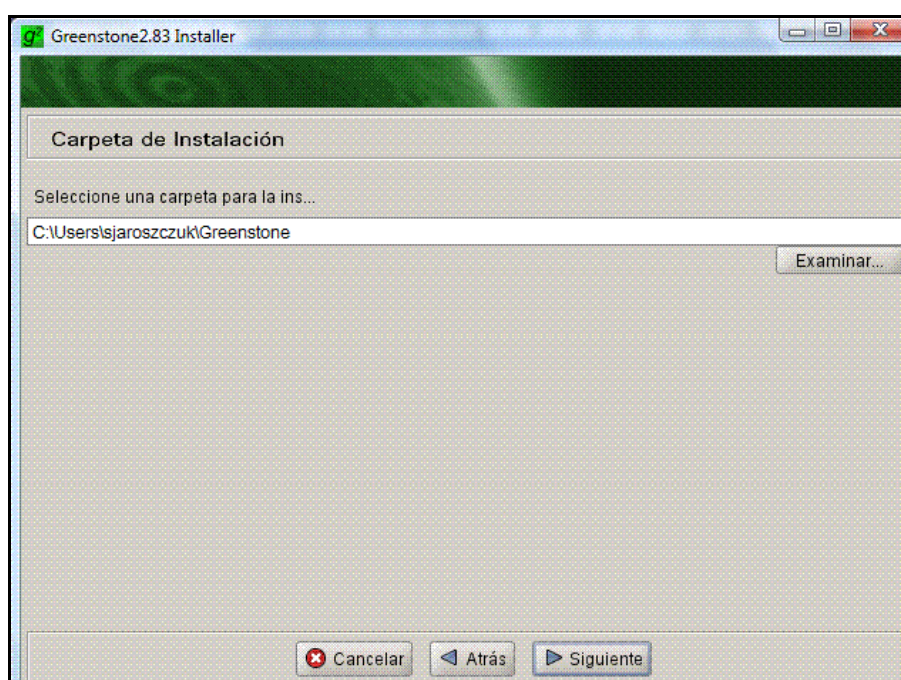 g² Greenstone2.83 Installer
Carpeta de Instalación
Seleccione una carpeta para la ins...
C:\Users\sjaroszczuk\Greenstone
Examinar...
Cancelar Atrás Siguiente